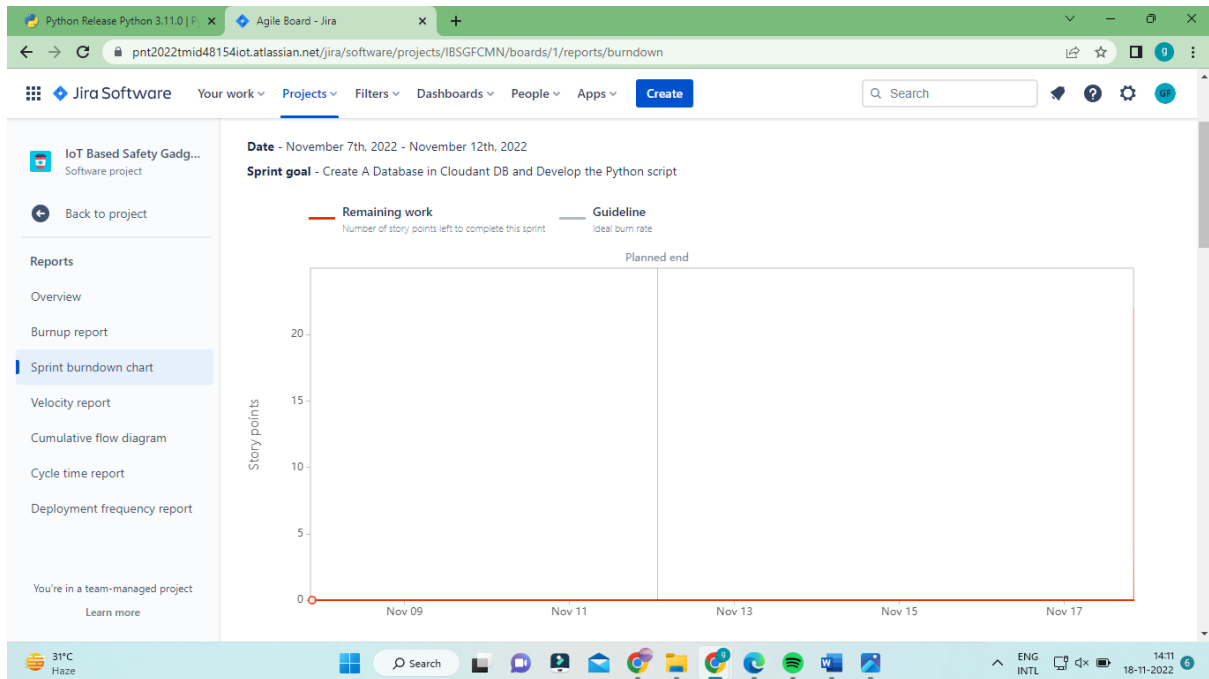 Python Release Python 3.11.0 | P
Agile Board - Jira
pnt2022tmid48154iot.atlassian.net/jira/software/projects/IBSGFCMN/boards/1/reports/burndown
g
Jira Software
Your work
Projects
Filters
Dashboards
People
Apps
Create
Search
GF
IoT Based Safety Gadg...
Software project
Back to project
Reports
Overview
Burnup report
Sprint burndown chart
Velocity report
Cumulative flow diagram
Cycle time report
Deployment frequency report
You're in a team-managed project
Learn more
Date - November 7th, 2022 - November 12th, 2022
Sprint goal - Create A Database in Cloudant DB and Develop the Python script
Remaining work
Number of story points left to complete this sprint
Guideline
Ideal burn rate
Planned end
Story points
20
15
10
5
0
Nov 09
Nov 11
Nov 13
Nov 15
Nov 17
31°C
Haze
Search
9
ENG
INTL
14:11
18-11-2022
6